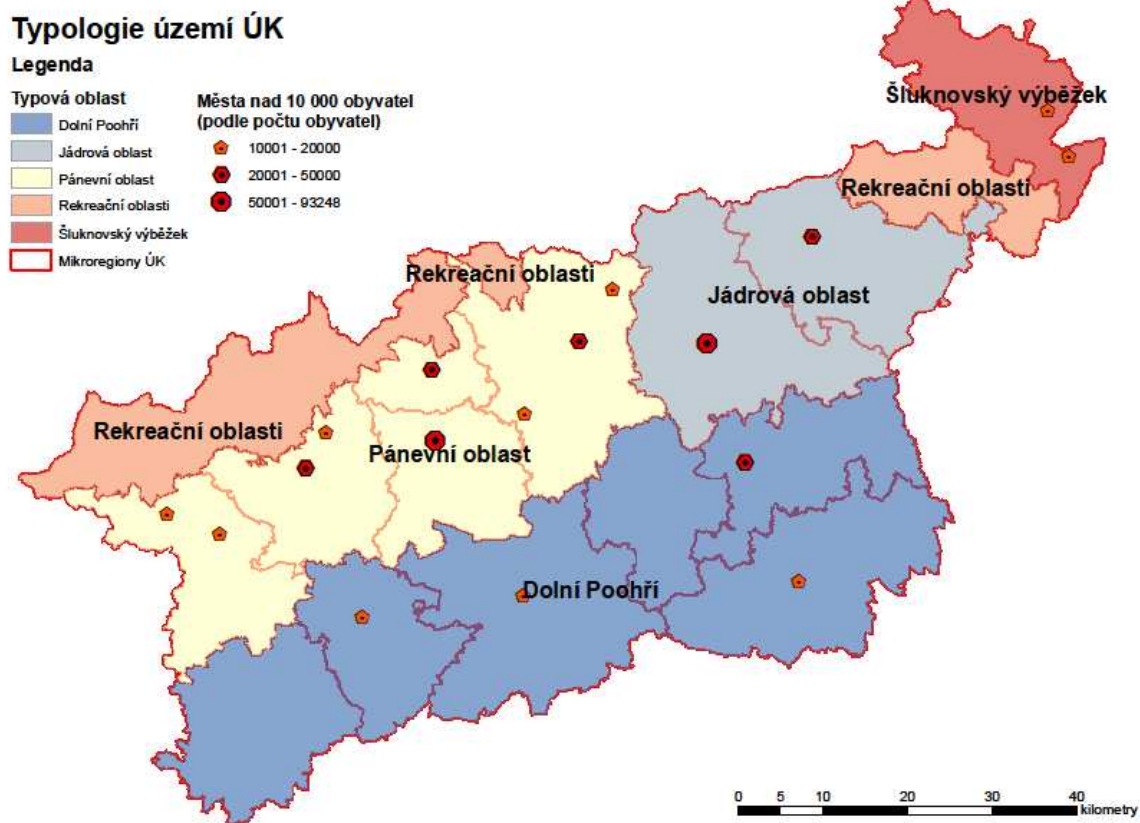 Typologie území ÚK
Legenda
Typová oblast
Dolní Poohří
Jádrová oblast
Pánevní oblast
Rekreační oblasti
Šluknovský výběžek
Mikroregiony ÚK
Města nad 10 000 obyvatel
(podle počtu obyvatel)
10001 - 20000
20001 - 50000
50001 - 93248
Šluknovský výběžek
Rekreační oblasti
Rekreační oblasti
Jádrová oblast
Rekreační oblasti
Pánevní oblast
Dolní Poohří
0 5 10 20 30 40
kilometry